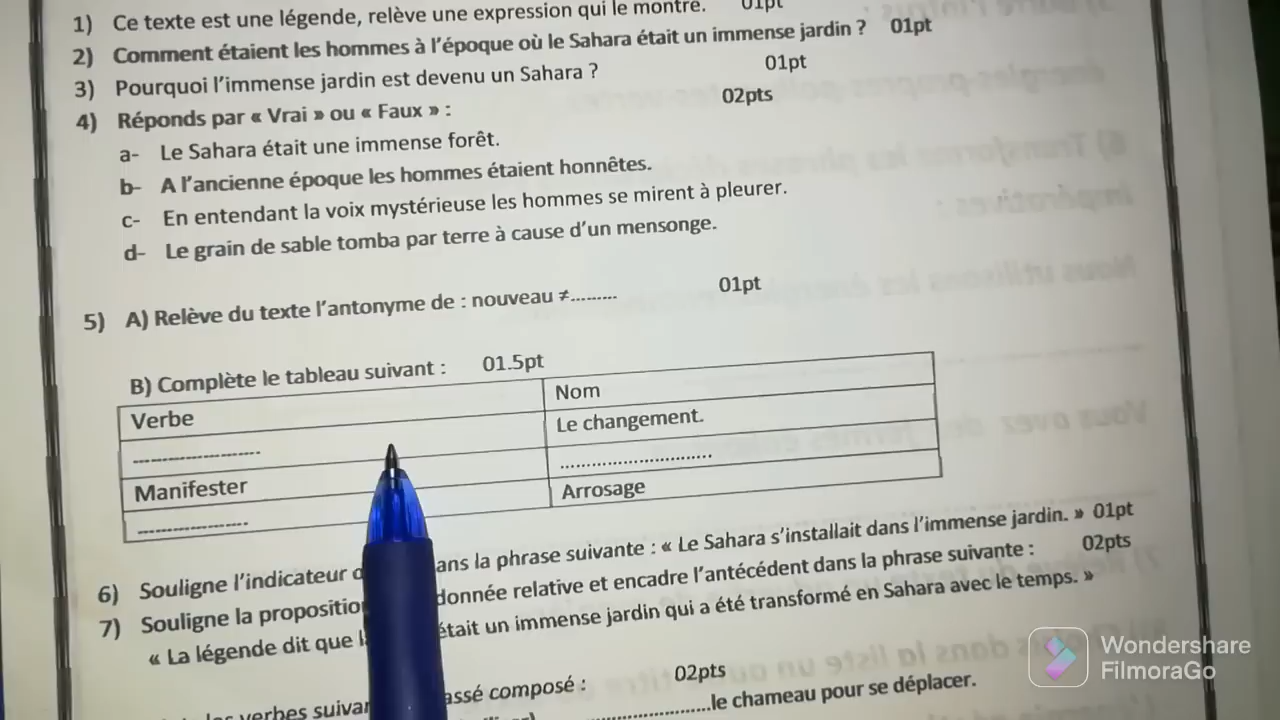 1) Ce texte est une légende, relève une expression qui le montre. 01pt
2) Comment étaient les hommes à l'époque où le Sahara était un immense jardin ? 01pt
3) Pourquoi l'immense jardin est devenu un Sahara ? 01pt
4) Réponds par « Vrai » ou « Faux » : 02pts
a- Le Sahara était une immense forêt.
b- A l'ancienne époque les hommes étaient honnêtes.
c- En entendant la voix mystérieuse les hommes se mirent à pleurer.
d- Le grain de sable tomba par terre à cause d'un mensonge.
5) A) Relève du texte l'antonyme de : nouveau ≠......... 01pt
B) Complète le tableau suivant : 01.5pt
Verbe Nom
........................ Le changement.
Manifester ..............................
..................... Arrosage
6) Souligne l'indicateur dans la phrase suivante : « Le Sahara s'installait dans l'immense jardin. » 01pt
7) Souligne la proposition donnée relative et encadre l'antécédent dans la phrase suivante : 02pts
« La légende dit que était un immense jardin qui a été transformé en Sahara avec le temps. »
verbes assé composé : 02pts
.....................le chameau pour se déplacer.
Wondershare
FilmoraGo